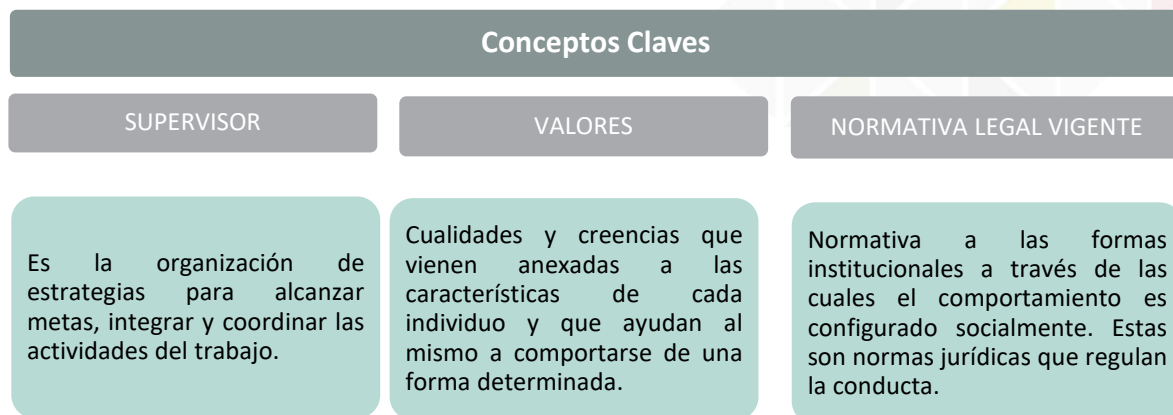 Conceptos Claves
SUPERVISOR
Es la organización de
estrategias para alcanzar
metas, integrar y coordinar las
actividades del trabajo.
VALORES
Cualidades y creencias que
vienen anexadas a las
características de cada
individuo y que ayudan al
mismo a comportarse de una
forma determinada.
NORMATIVA LEGAL VIGENTE
Normativa a las formas
institucionales a través de las
cuales el comportamiento es
configurado socialmente. Estas
son normas jurídicas que regulan
la conducta.